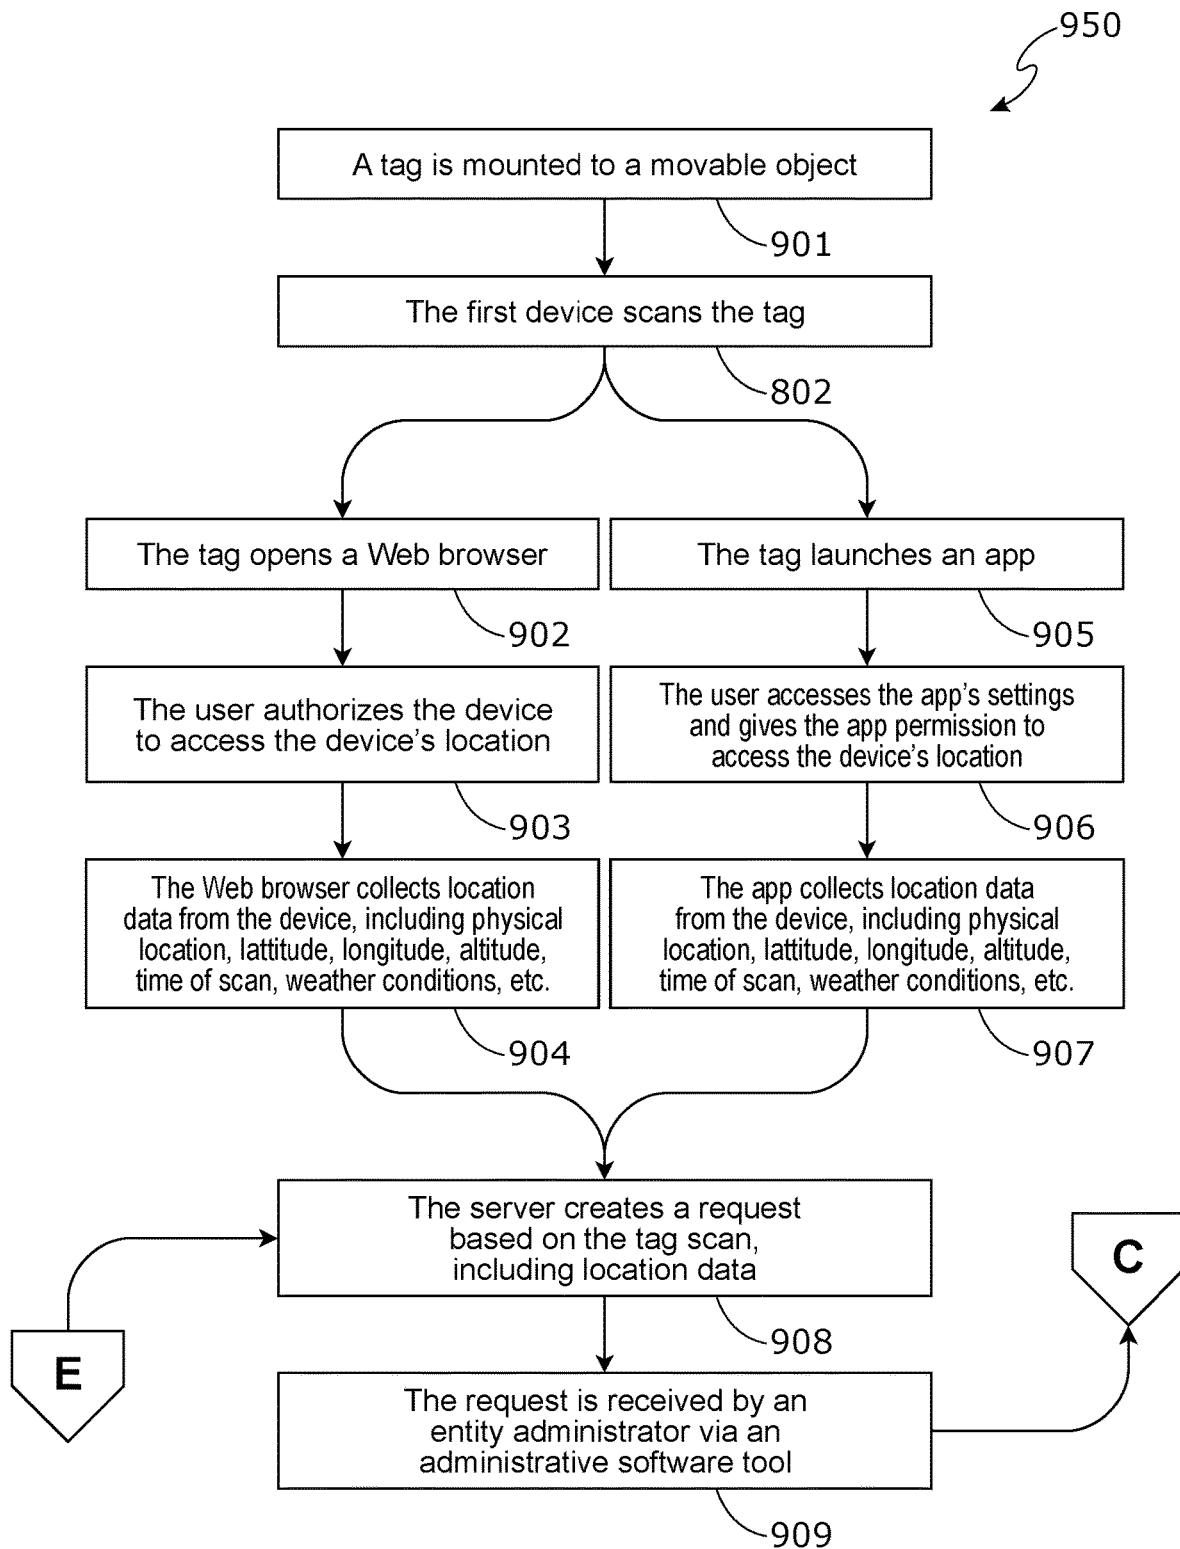 950
A tag is mounted to a movable object
901
The first device scans the tag
802
The tag opens a Web browser
902
The tag launches an app
905
The user authorizes the device
to access the device's location
903
The user accesses the app's settings
and gives the app permission to
access the device's location
906
The Web browser collects location
data from the device, including physical
location, lattitude, longitude, altitude,
time of scan, weather conditions, etc.
904
The app collects location data
from the device, including physical
location, lattitude, longitude, altitude,
time of scan, weather conditions, etc.
907
The server creates a request
based on the tag scan,
including location data
908
C
E
The request is received by an
entity administrator via an
administrative software tool
909